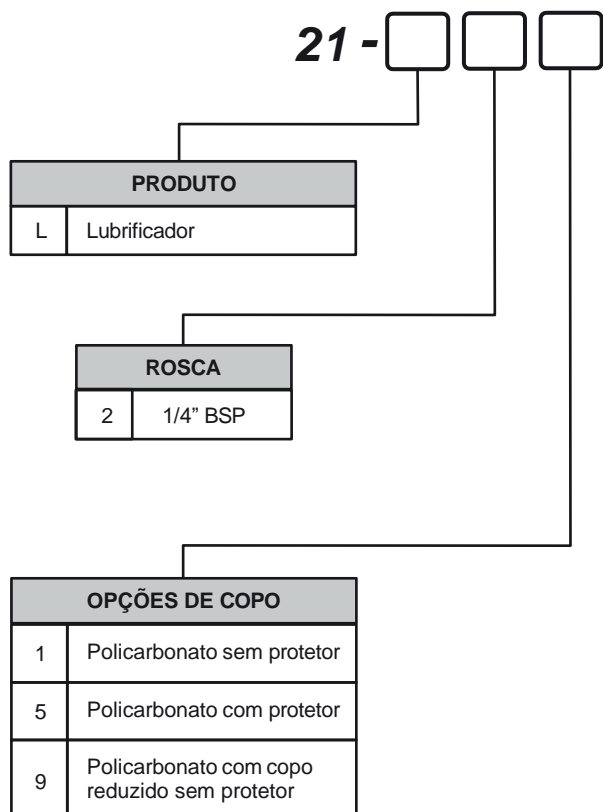 21 -
PRODUTO
L Lubrificador
ROSCA
2 1/4” BSP
OPÇÕES DE COPO
1 Policarbonato sem protetor
5 Policarbonato com protetor
9 Policarbonato com copo
reduzido sem protetor